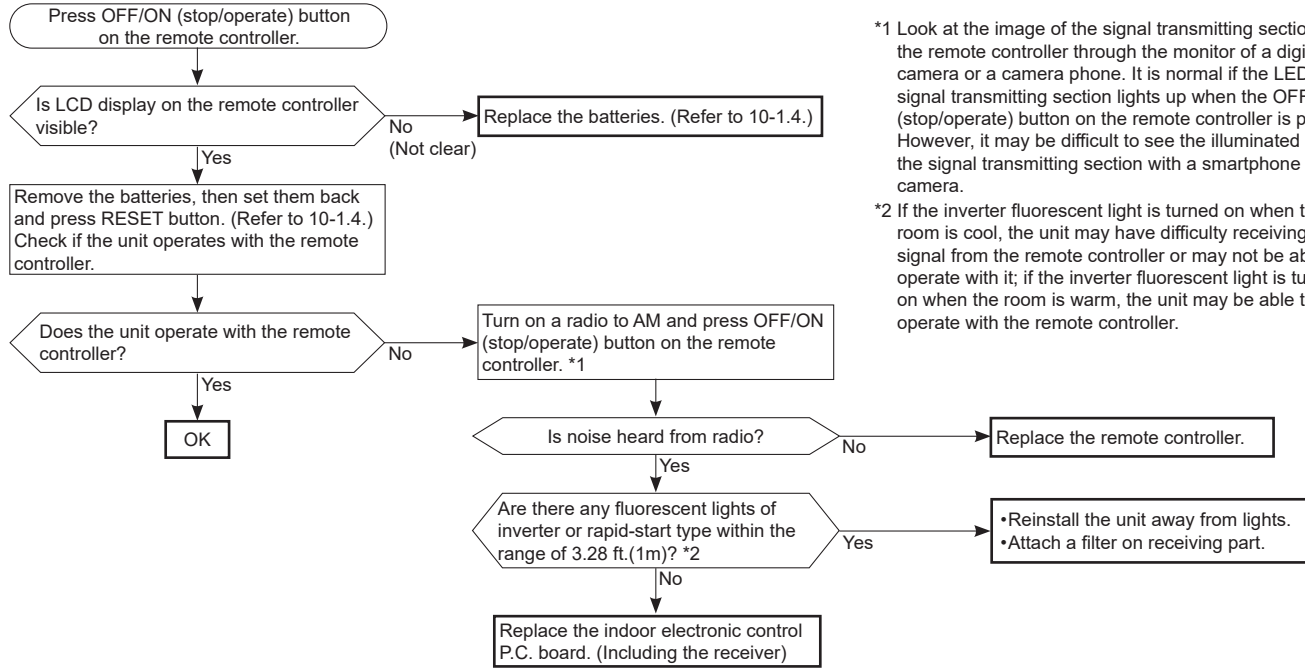 Press OFF/ON (stop/operate) button
on the remote controller.
Is LCD display on the remote controller
visible?
No
(Not clear)
Replace the batteries. (Refer to 10-1.4.)
Yes
Remove the batteries, then set them back
and press RESET button. (Refer to 10-1.4.)
Check if the unit operates with the remote
controller.
Does the unit operate with the remote
controller?
No
Yes
OK
Turn on a radio to AM and press OFF/ON
(stop/operate) button on the remote
controller. *1
Is noise heard from radio?
No
Replace the remote controller.
Yes
Are there any fluorescent lights of
inverter or rapid-start type within the
range of 3.28 ft.(1m)? *2
Yes
•Reinstall the unit away from lights.
•Attach a filter on receiving part.
No
Replace the indoor electronic control
P.C. board. (Including the receiver)
*1 Look at the image of the signal transmitting
the remote controller through the monitor of a
camera or a camera phone. It is normal if the LED
signal transmitting section lights up when the
(stop/operate) button on the remote controller is
However, it may be difficult to see the illuminated
the signal transmitting section with a smartphone
camera.
*2 If the inverter fluorescent light is turned on when
room is cool, the unit may have difficulty receiving
signal from the remote controller or may not be
operate with it; if the inverter fluorescent light is
on when the room is warm, the unit may be able
operate with the remote controller.